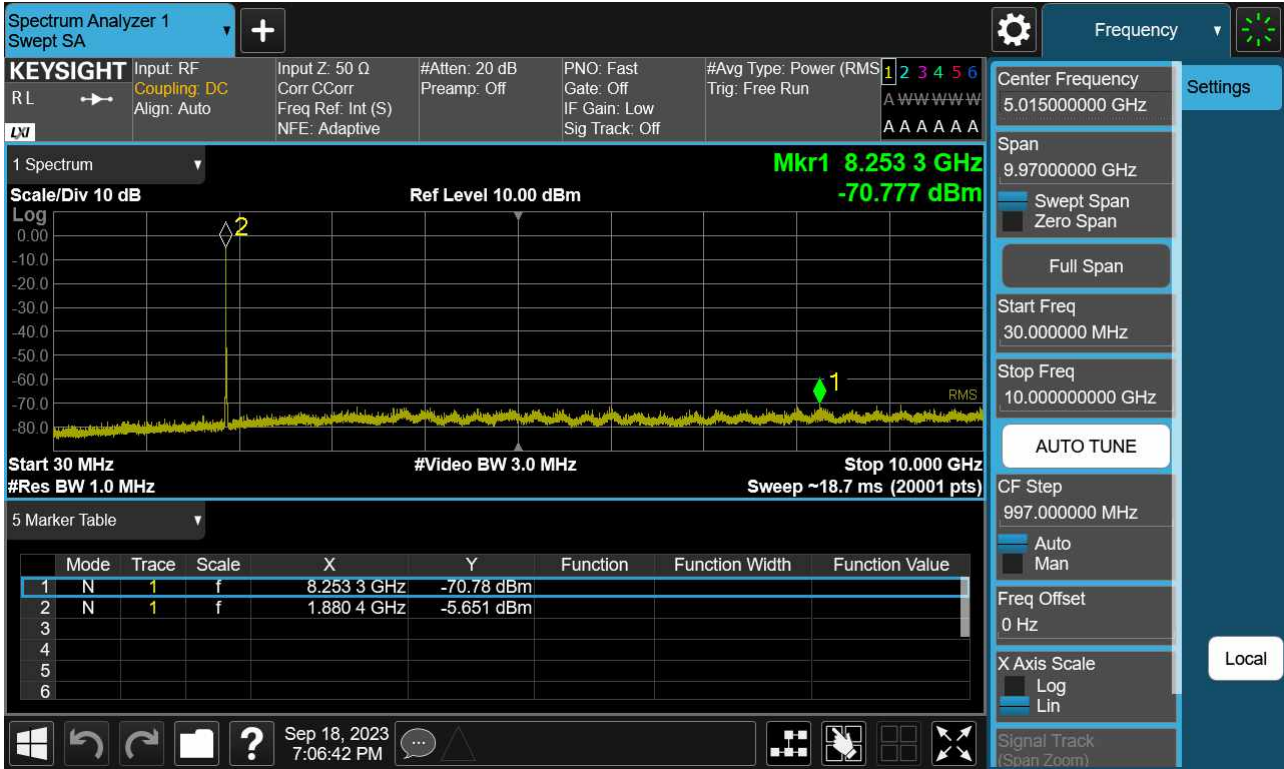 Spectrum Analyzer 1
Swept SA
Frequency
KEYSIGHT
R L
LXI
Input: RF
Coupling: DC
Align: Auto
Input Z: 50 Ω
Corr CCorr
Freq Ref: Int (S)
NFE: Adaptive
#Atten: 20 dB
Preamp: Off
PNO: Fast
Gate: Off
IF Gain: Low
Sig Track: Off
#Avg Type: Power (RMS
Trig: Free Run
1 2 3 4 5 6
A W W W W W
A A A A A A
1 Spectrum
Mkr1 8.253 3 GHz
-70.777 dBm
Scale/Div 10 dB
Ref Level 10.00 dBm
Log
0.00
-10.0
-20.0
-30.0
-40.0
-50.0
-60.0
-70.0
-80.0
2
1
RMS
Start 30 MHz
#Video BW 3.0 MHz
Stop 10.000 GHz
#Res BW 1.0 MHz
Sweep ~18.7 ms (20001 pts)
5 Marker Table
Mode Trace Scale X Y Function Function Width Function Value
1 N 1 f 8.253 3 GHz -70.78 dBm
2 N 1 f 1.880 4 GHz -5.651 dBm
3
4
5
6
Sep 18, 2023
7:06:42 PM
?
Center Frequency
5.015000000 GHz
Span
9.97000000 GHz
Swept Span
Zero Span
Full Span
Start Freq
30.000000 MHz
Stop Freq
10.000000000 GHz
AUTO TUNE
CF Step
997.000000 MHz
Auto
Man
Freq Offset
0 Hz
X Axis Scale
Log
Lin
Signal Track
(Span Zoom)
Settings
Local